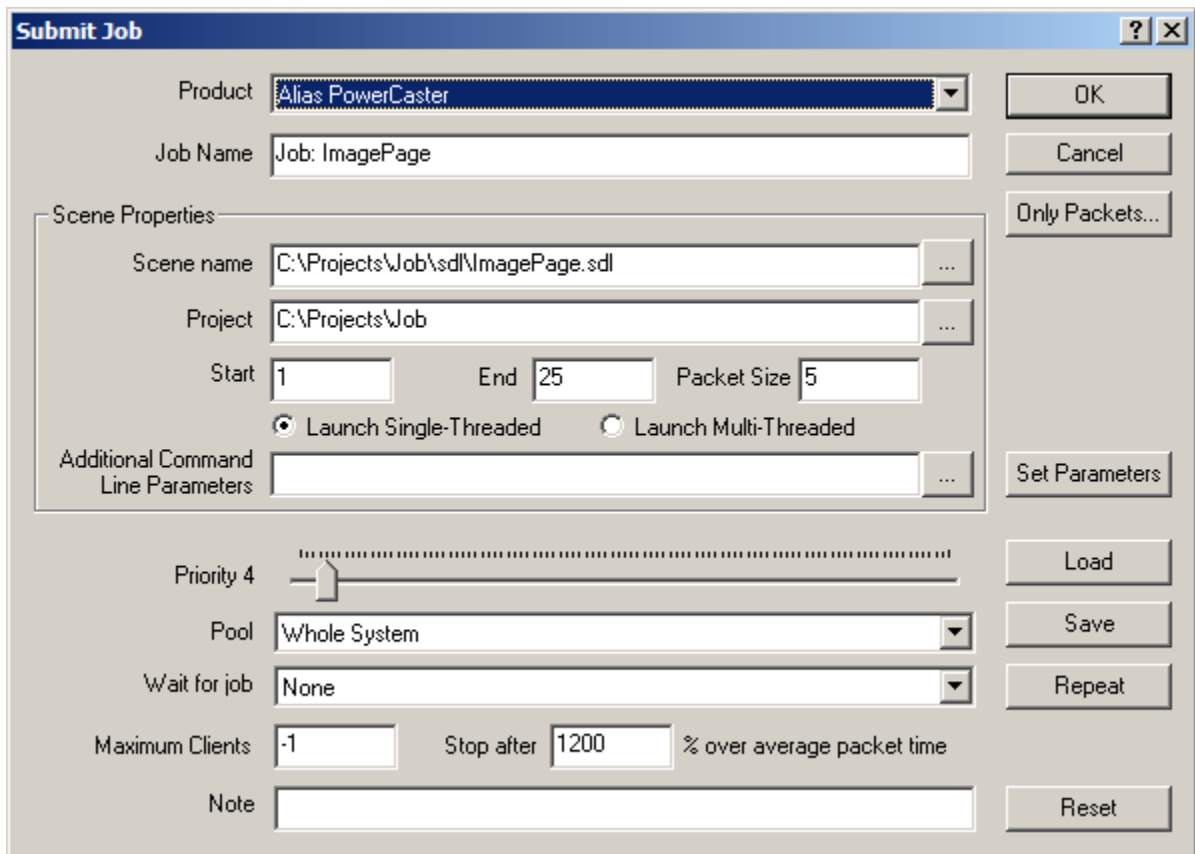 Submit Job
Product Alias PowerCaster OK
Job Name Job: ImagePage Cancel
Scene Properties Only Packets...
Scene name C:\Projects\Job\sdl\ImagePage.sdl ...
Project C:\Projects\Job ...
Start 1 End 25 Packet Size 5
Launch Single-Threaded Launch Multi-Threaded
Additional Command
Line Parameters ... Set Parameters
Priority 4 Load
Pool Whole System Save
Wait for job None Repeat
Maximum Clients -1 Stop after 1200 % over average packet time
Note Reset